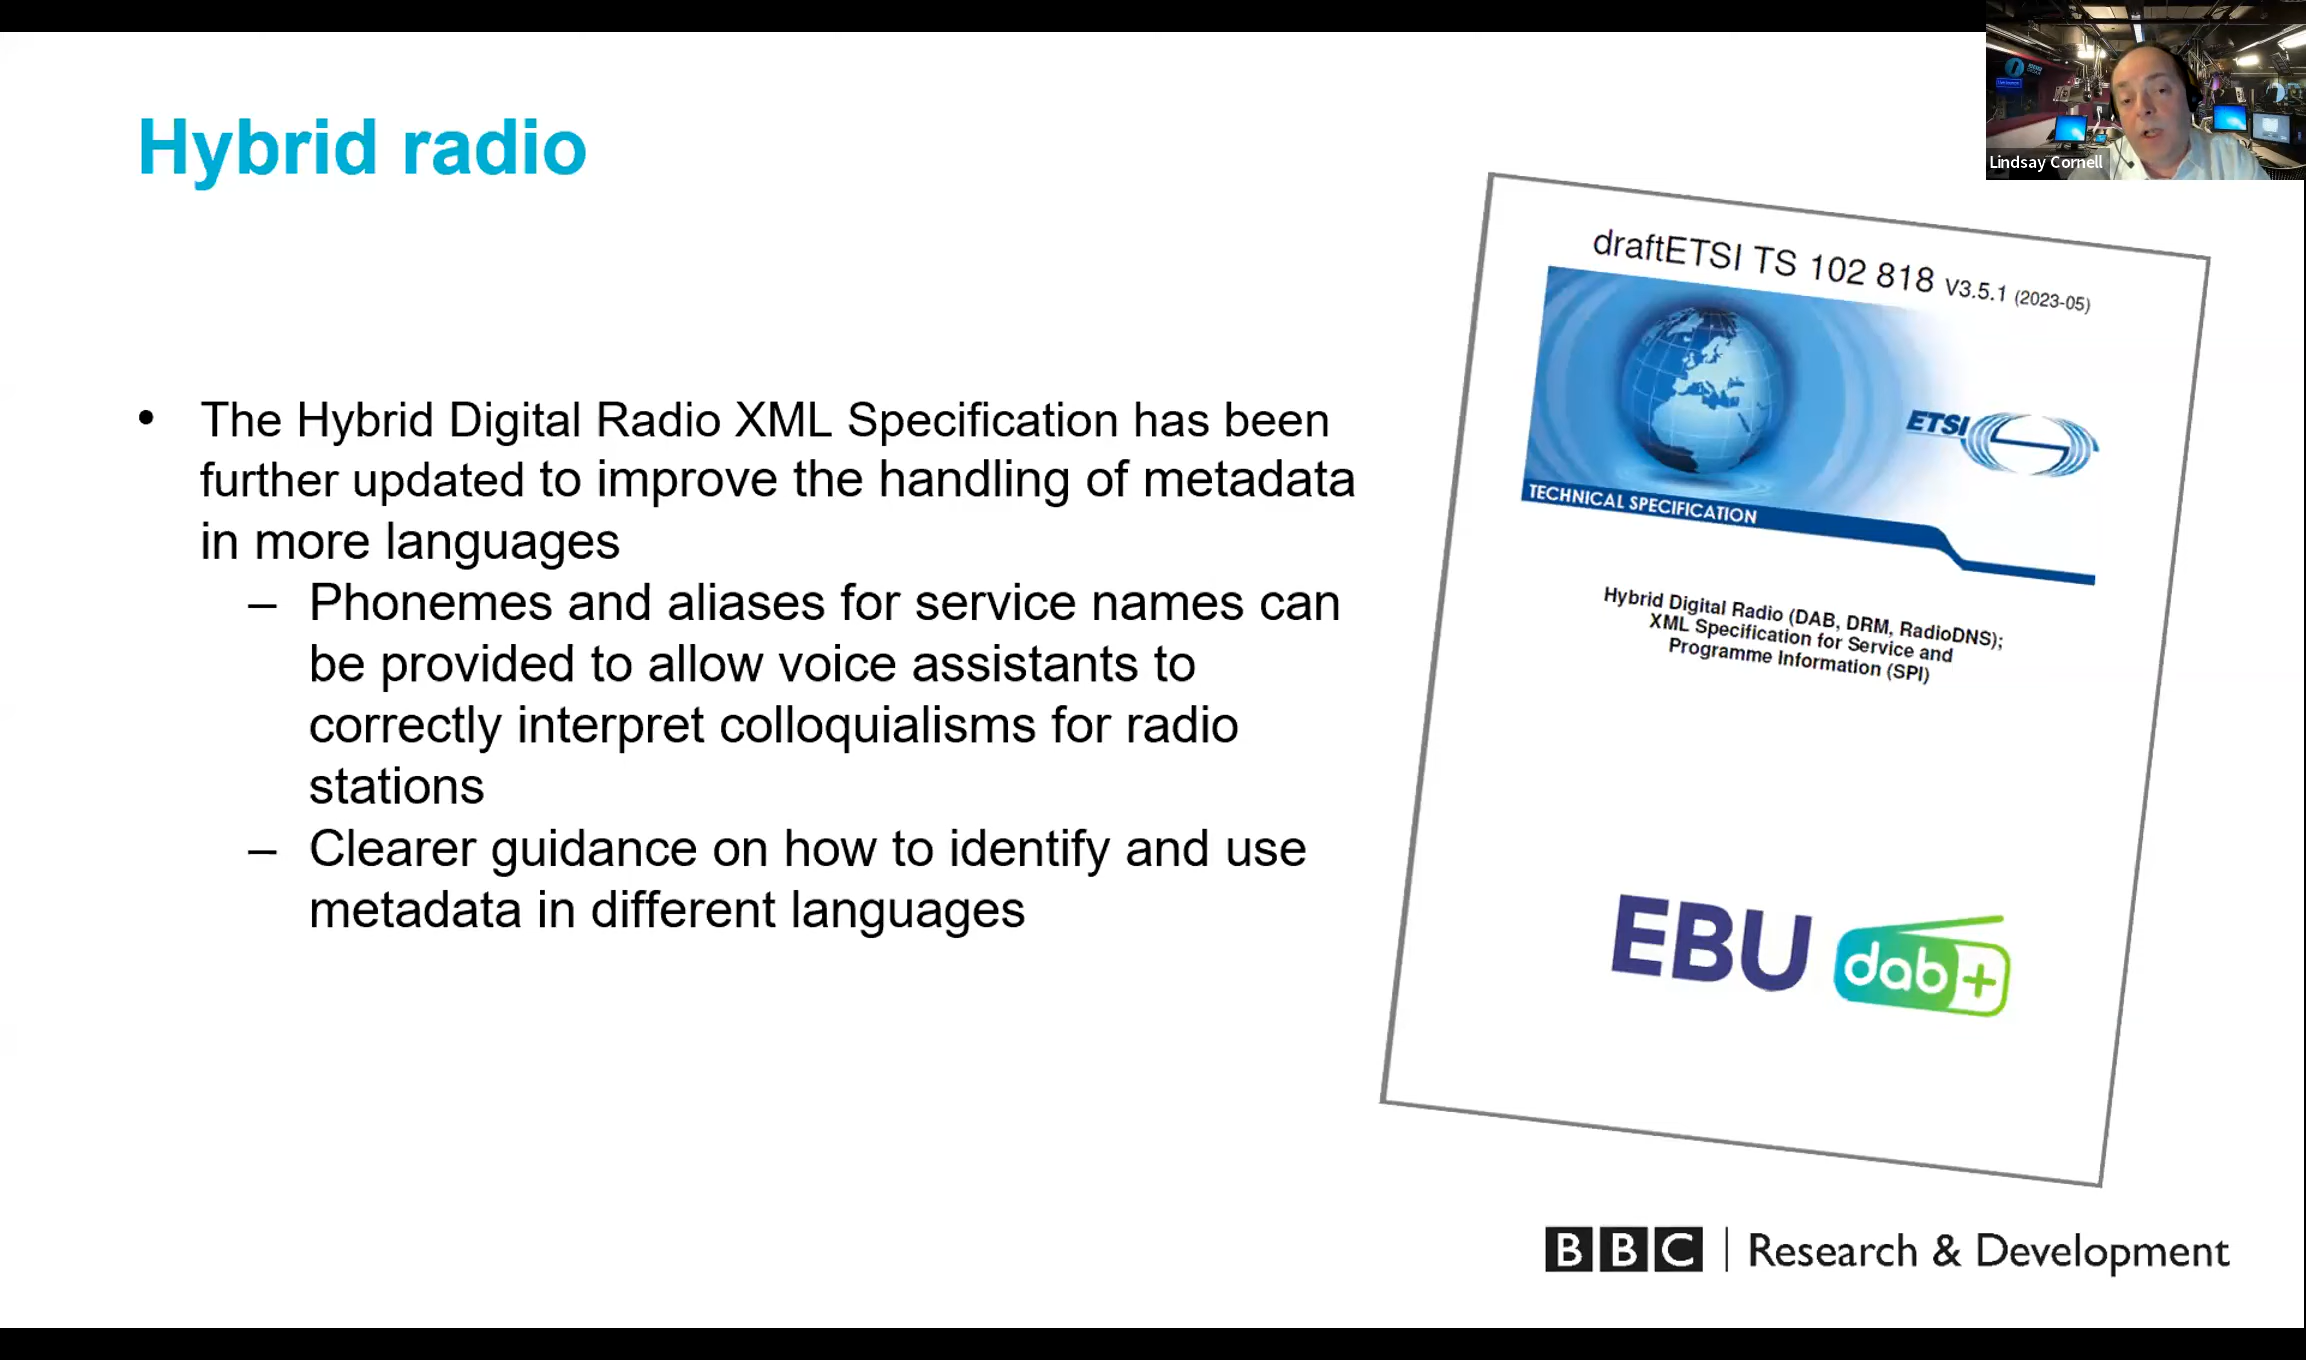 Hybrid radio
• The Hybrid Digital Radio XML Specification has been
further updated to improve the handling of metadata
in more languages
– Phonemes and aliases for service names can
be provided to allow voice assistants to
correctly interpret colloquialisms for radio
stations
– Clearer guidance on how to identify and use
metadata in different languages
Lindsay Cornell
draftETSI TS 102 818 V3.5.1 (2023-05)
ETSI
TECHNICAL SPECIFICATION
Hybrid Digital Radio (DAB, DRM, RadioDNS);
XML Specification for Service and
Programme Information (SPI)
EBU dab+
BBC | Research & Development